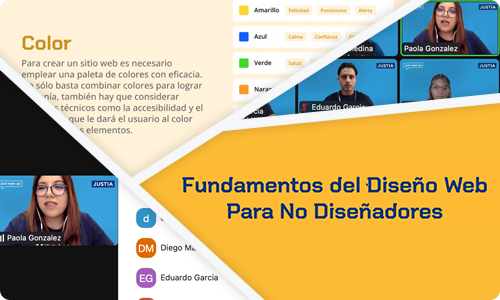 Color
Para crear un sitio web es necesario
emplear una paleta de colores con eficacia.
sólo basta combinar colores para lograr
también hay que considerar
técnicos como la accesibilidad y el
que le dará el usuario al color
elementos.
Amarillo Felicidad Positivismo Alerta
Azul Calma Confianza
Verde Salud
JUSTIA
Paola Gonzalez
Eduardo Garcia
JUSTIA
Paola Gonzalez
d
DM Diego
EG Eduardo Garcia
Fundamentos del Diseño Web
Para No Diseñadores